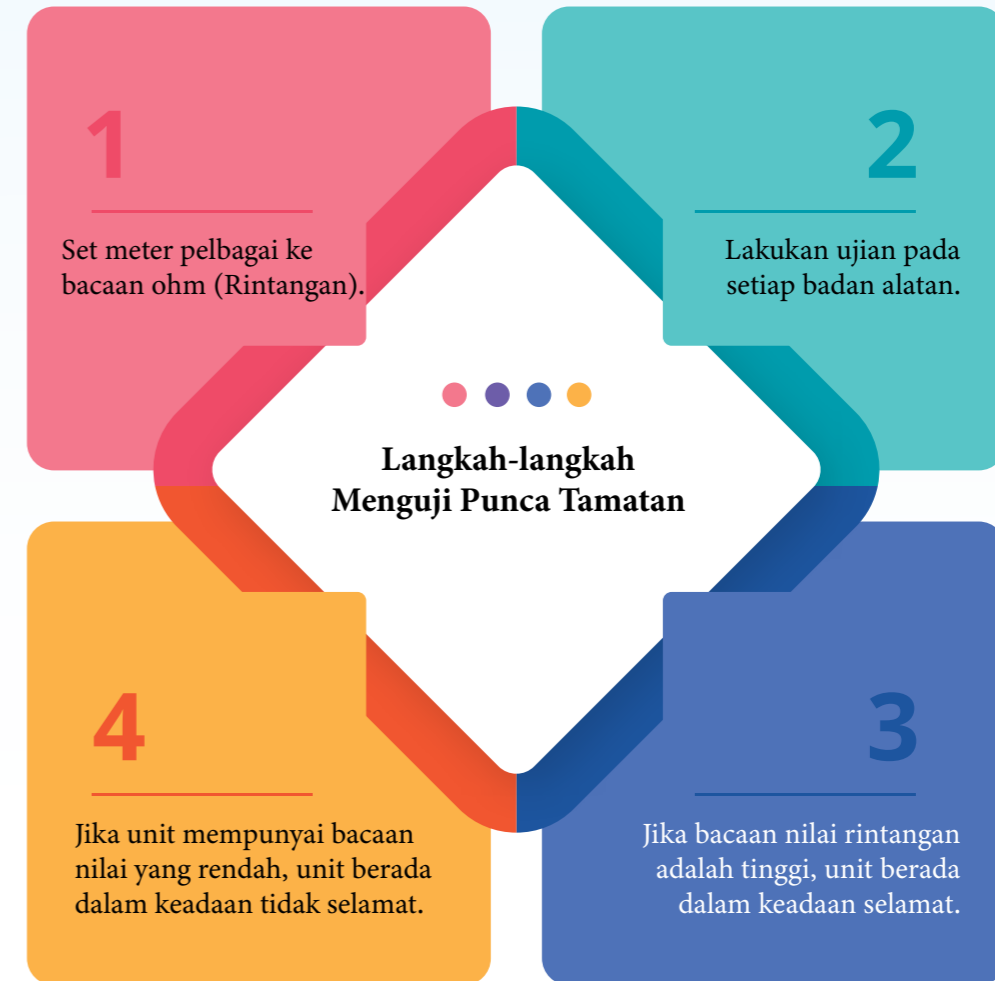 Langkah-langkah
Menguji Punca Tamatan
1
Set meter pelbagai ke
bacaan ohm (Rintangan).
2
Lakukan ujian pada
setiap badan alatan.
3
Jika bacaan nilai rintangan
adalah tinggi, unit berada
dalam keadaan selamat.
4
Jika unit mempunyai bacaan
nilai yang rendah, unit berada
dalam keadaan tidak selamat.